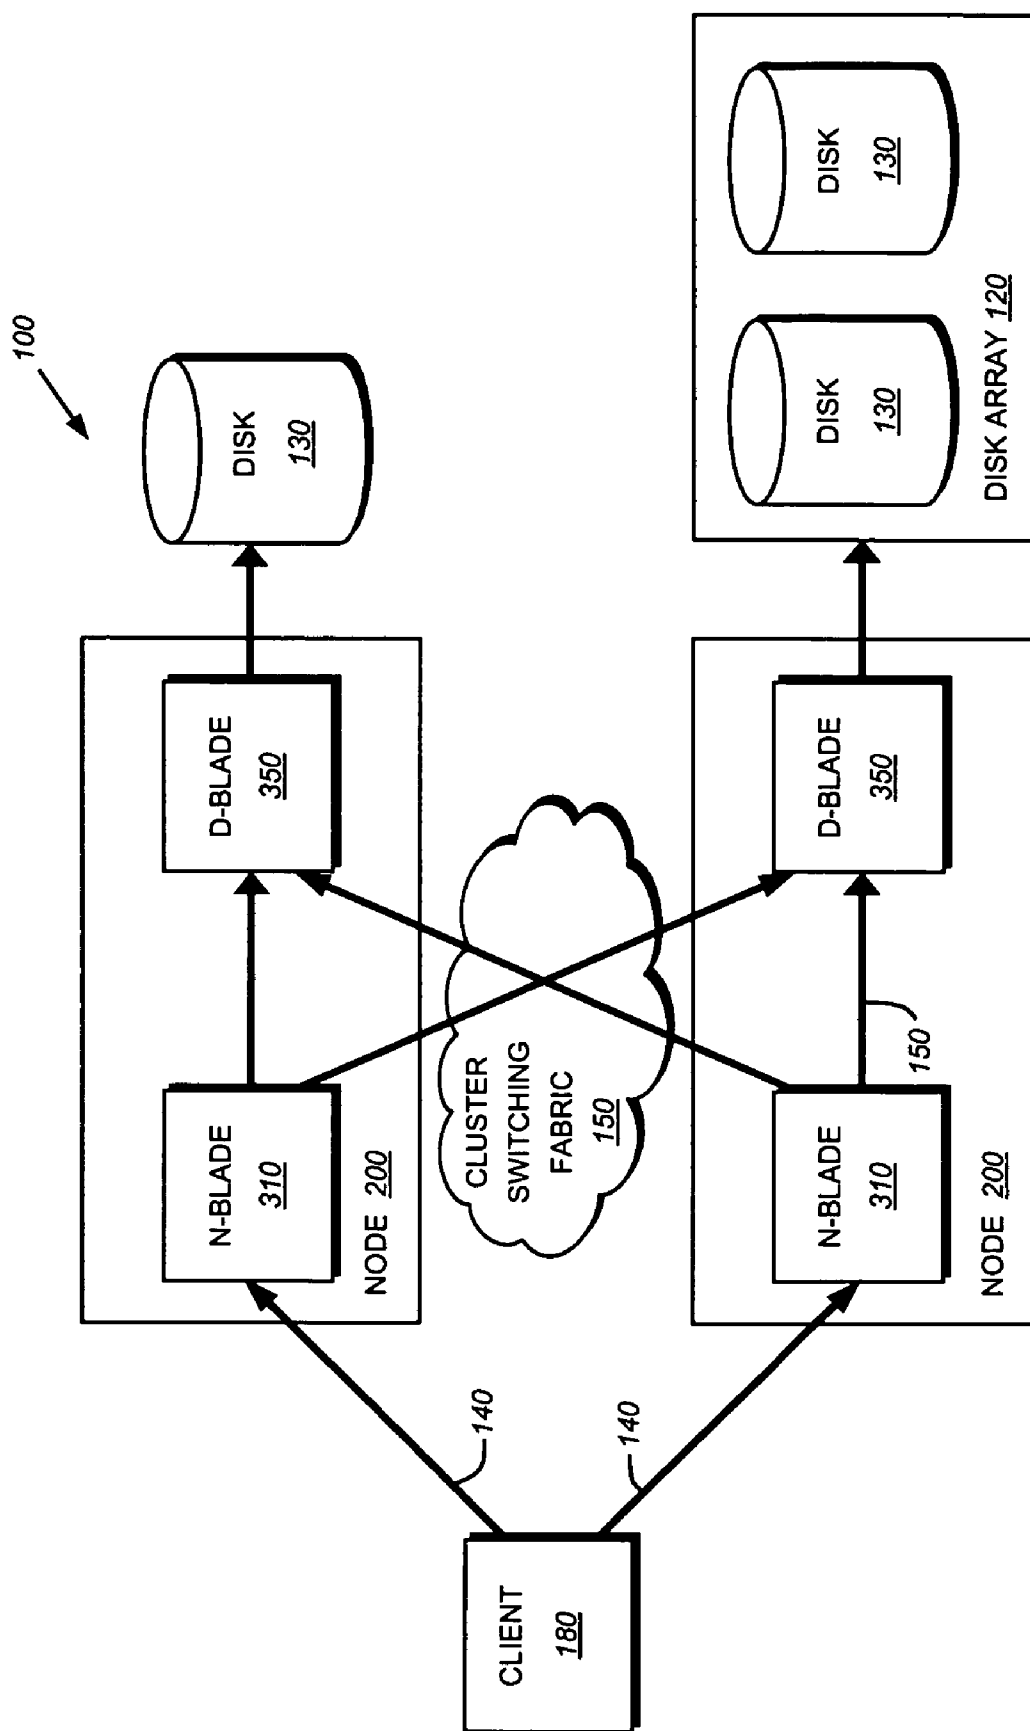 100
CLIENT
180
140
140
N-BLADE
310
NODE 200
D-BLADE
350
DISK
130
CLUSTER
SWITCHING
FABRIC
150
N-BLADE
310
NODE 200
150
D-BLADE
350
DISK
130
DISK
130
DISK ARRAY 120